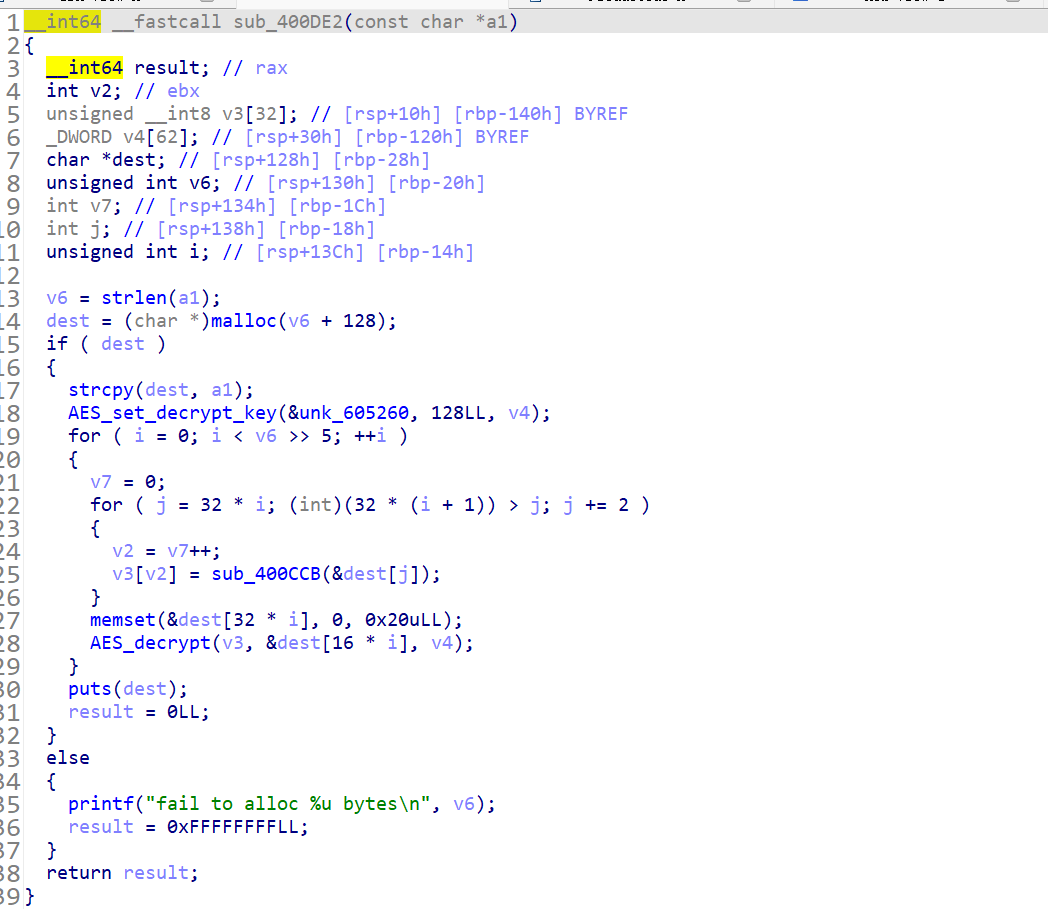 1 __int64 __fastcall sub_400DE2(const char *a1)
2 {
3   __int64 result; // rax
4   int v2; // ebx
5   unsigned __int8 v3[32]; // [rsp+10h] [rbp-140h] BYREF
6   _DWORD v4[62]; // [rsp+30h] [rbp-120h] BYREF
7   char *dest; // [rsp+128h] [rbp-28h]
8   unsigned int v6; // [rsp+130h] [rbp-20h]
9   int v7; // [rsp+134h] [rbp-1Ch]
10   int j; // [rsp+138h] [rbp-18h]
11   unsigned int i; // [rsp+13Ch] [rbp-14h]
12
13   v6 = strlen(a1);
14   dest = (char *)malloc(v6 + 128);
15   if ( dest )
16   {
17     strcpy(dest, a1);
18     AES_set_decrypt_key(&unk_605260, 128LL, v4);
19     for ( i = 0; i < v6 >> 5; ++i )
20     {
21       v7 = 0;
22       for ( j = 32 * i; (int)(32 * (i + 1)) > j; j += 2 )
23       {
24         v2 = v7++;
25         v3[v2] = sub_400CCB(&dest[j]);
26       }
27       memset(&dest[32 * i], 0, 0x20uLL);
28       AES_decrypt(v3, &dest[16 * i], v4);
29     }
30     puts(dest);
31     result = 0LL;
32   }
33   else
34   {
35     printf("fail to alloc %u bytes\n", v6);
36     result = 0xFFFFFFFFLL;
37   }
38   return result;
39 }